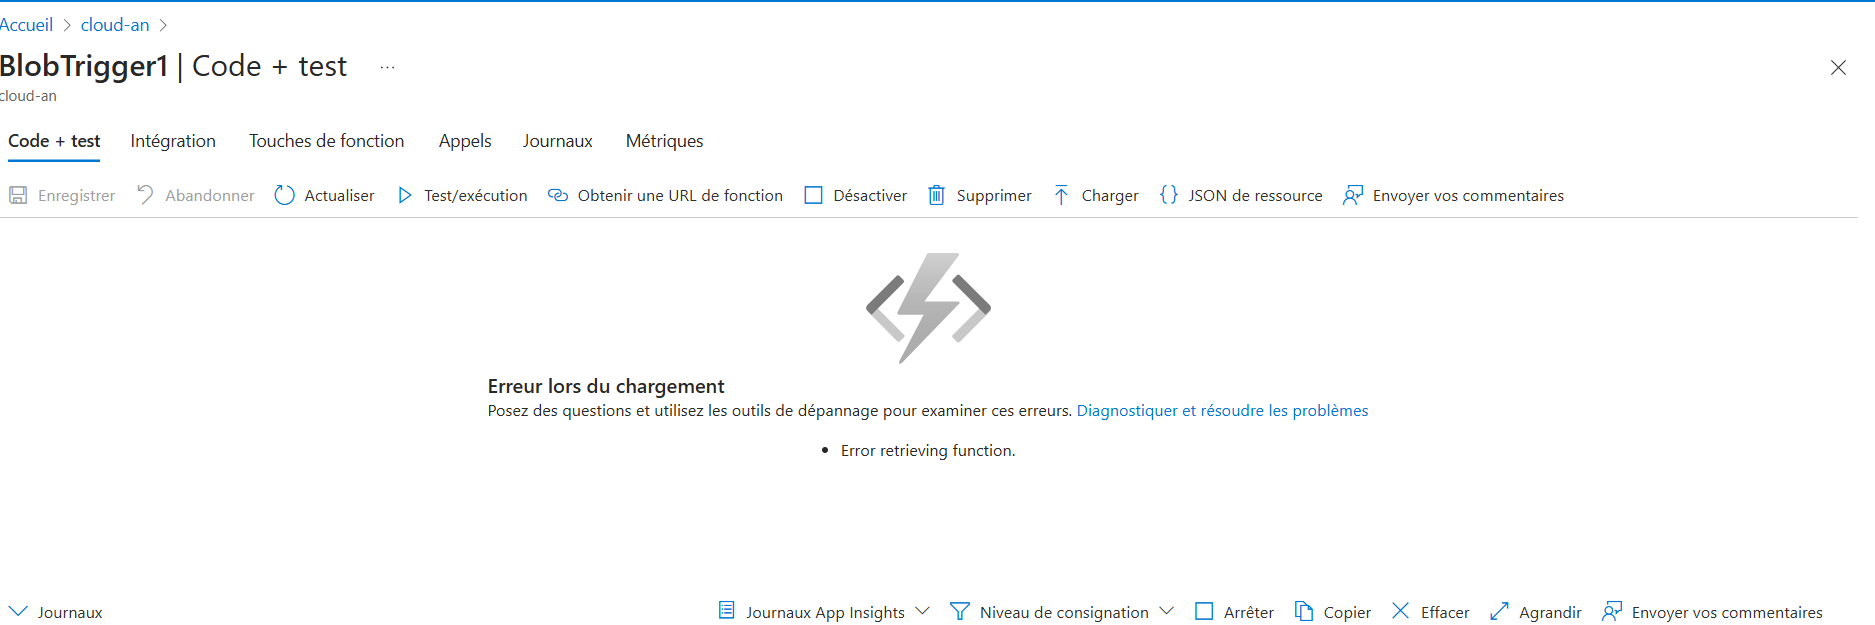 Accueil > cloud-an >
BlobTrigger1 | Code + test ...
cloud-an
Code + test Intégration Touches de fonction Appels Journaux Métriques
Enregistrer Abandonner Actualiser Test/exécution Obtenir une URL de fonction Désactiver Supprimer Charger {} JSON de ressource Envoyer vos commentaires
Erreur lors du chargement
Posez des questions et utilisez les outils de dépannage pour examiner ces erreurs. Diagnostiquer et résoudre les problèmes
• Error retrieving function.
Journaux Journaux App Insights Niveau de consignation Arrêter Copier Effacer Agrandir Envoyer vos commentaires